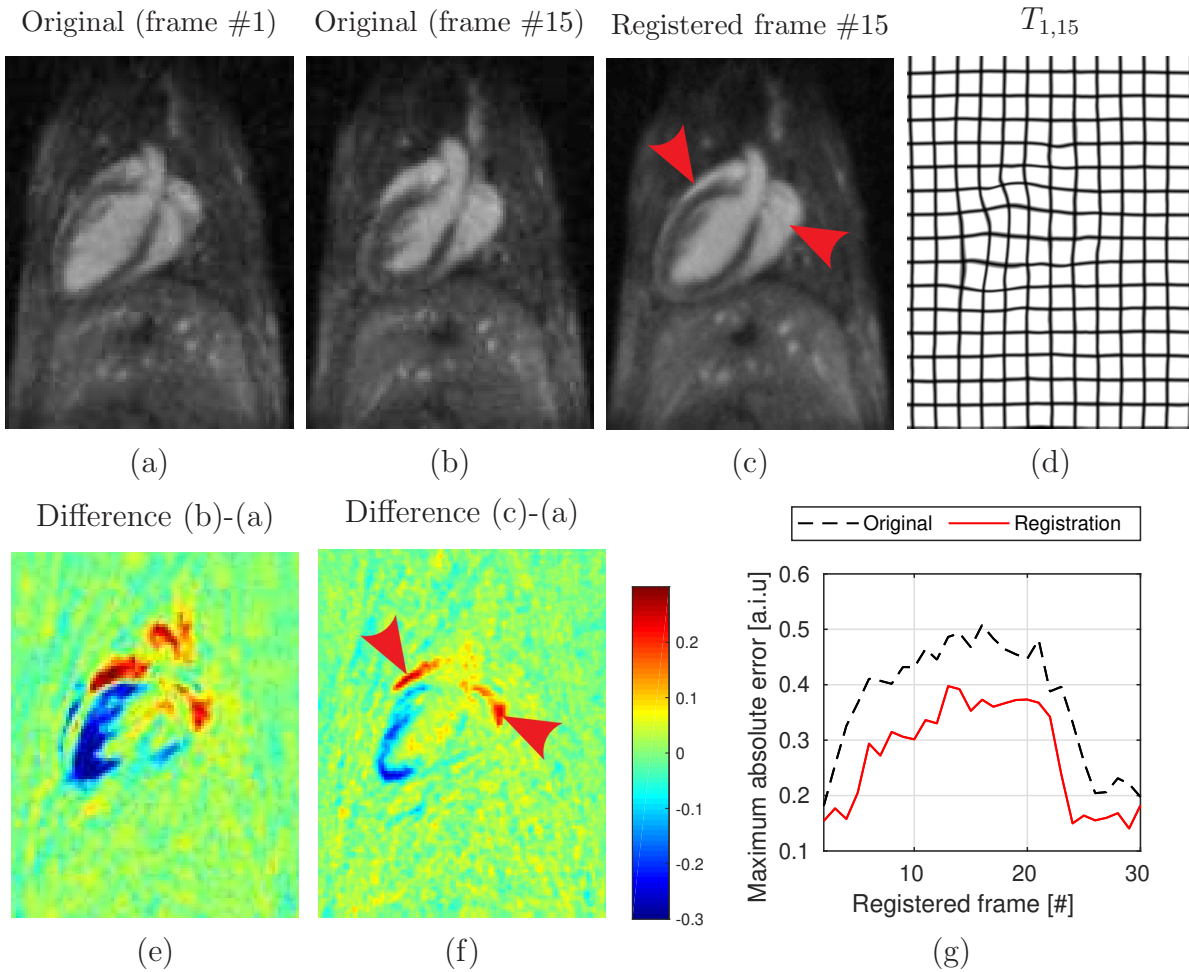 Original (frame #1)
Original (frame #15)
Registered frame #15
T1,15
(a)
(b)
(c)
(d)
Difference (b)-(a)
Difference (c)-(a)
Original
Registration
0.2
0.1
0
-0.1
-0.2
-0.3
Maximum absolute error [a.i.u]
0.6
0.5
0.4
0.3
0.2
0.1
10
20
30
Registered frame [#]
(e)
(f)
(g)